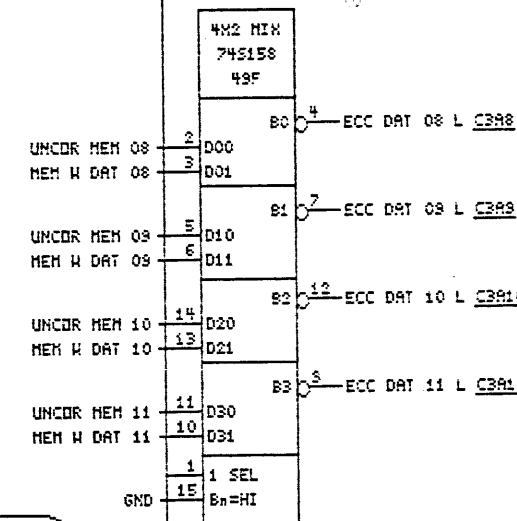 4X2 MIX
74S158
49F
B0 4 ECC DAT 08 L C3A8
UNCOR MEM 08 2 D00
MEM W DAT 08 3 D01
B1 7 ECC DAT 09 L C3A9
UNCOR MEM 09 5 D10
MEM W DAT 09 6 D11
B2 12 ECC DAT 10 L C3A1
UNCOR MEM 10 14 D20
MEM W DAT 10 13 D21
B3 9 ECC DAT 11 L C3A1
UNCOR MEM 11 11 D30
MEM W DAT 11 10 D31
1 1 SEL
GND 15 Bn=HI